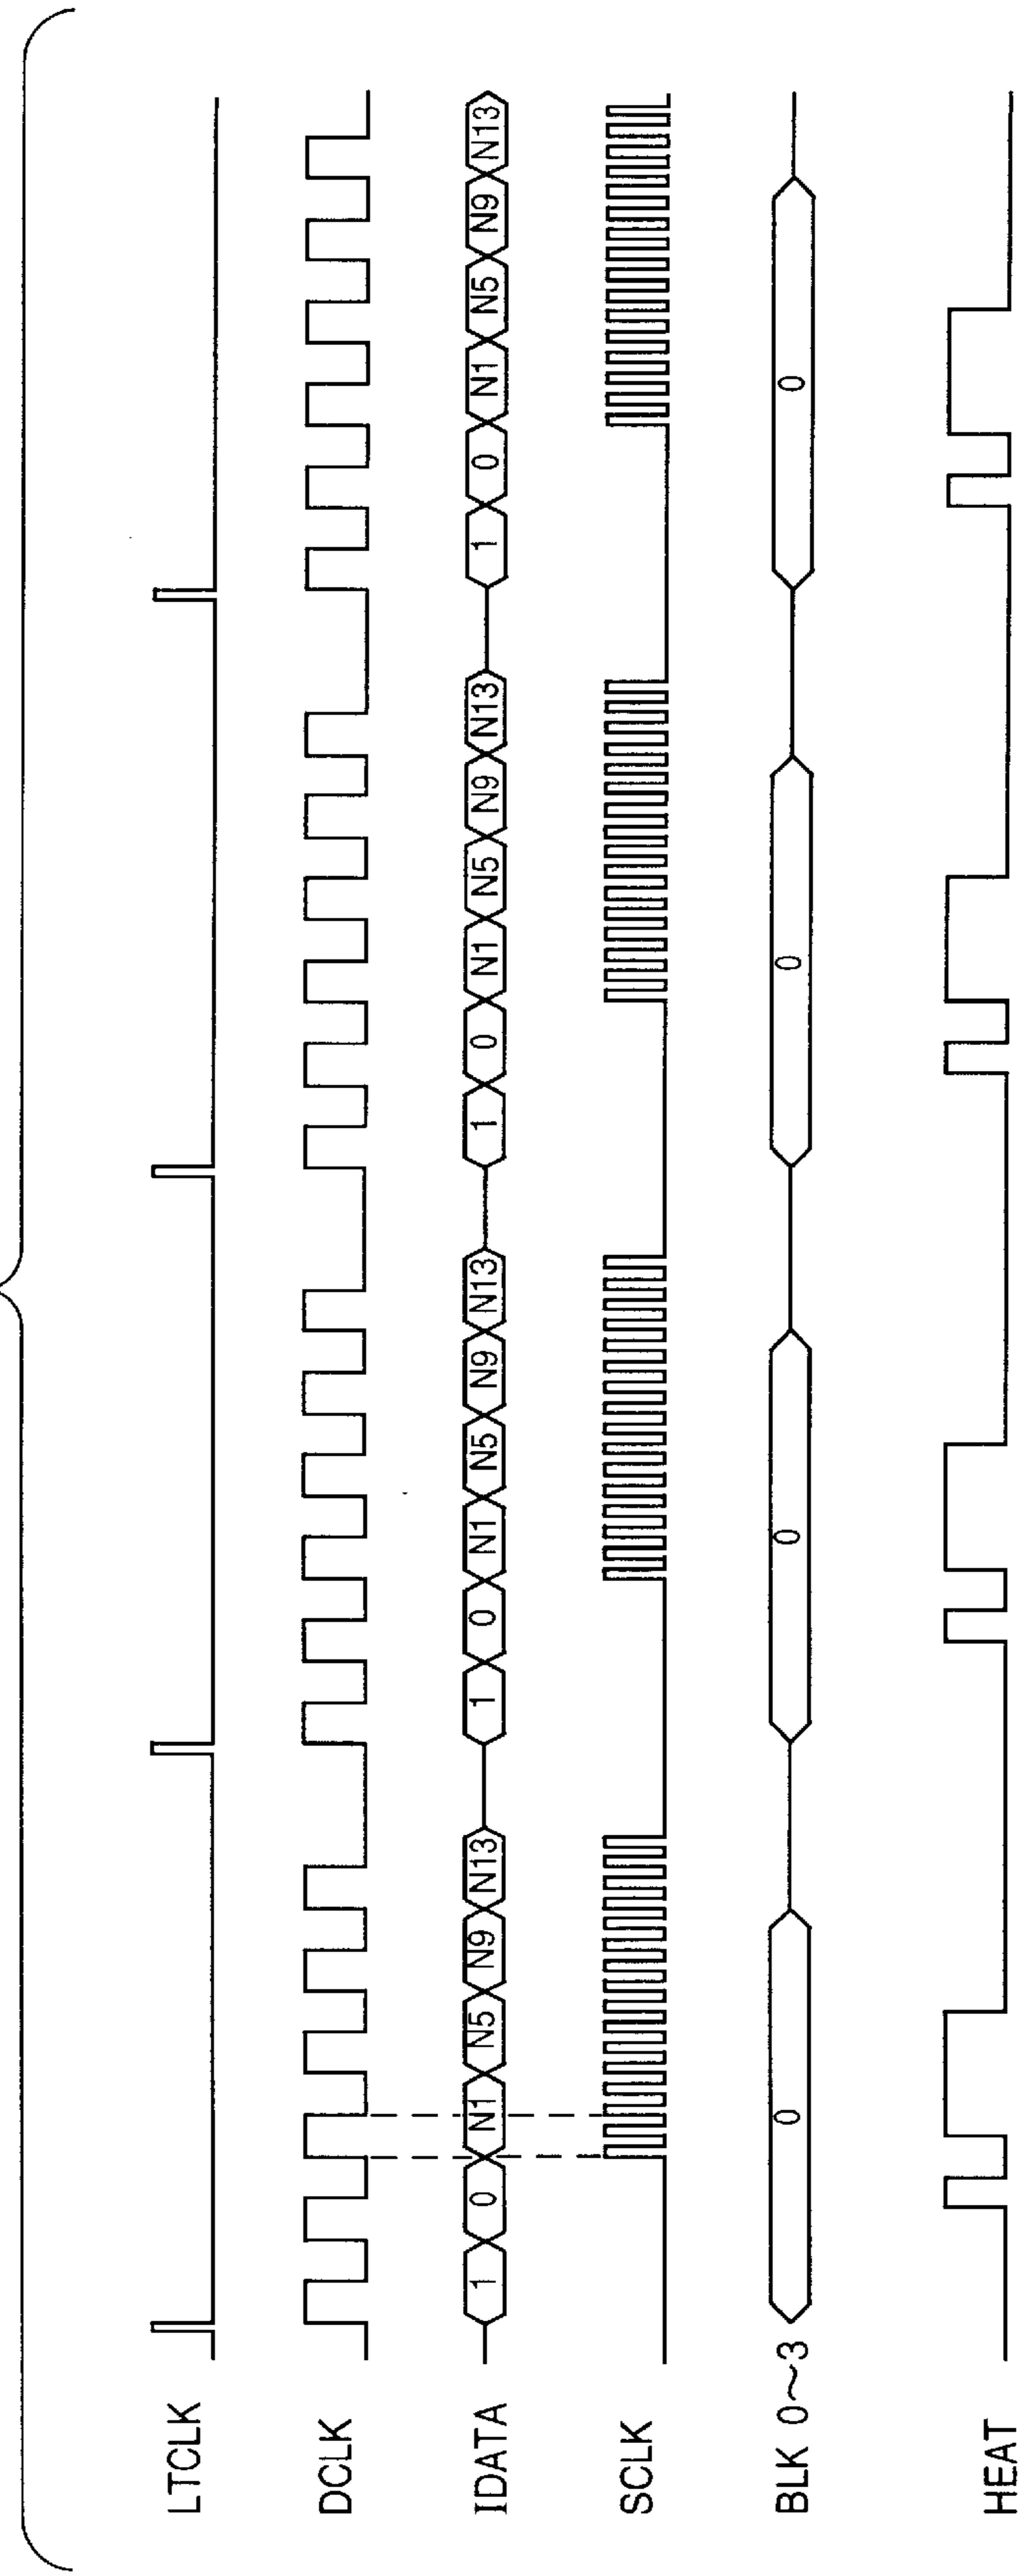 LTCLK
DCLK
IDATA 1 0 N1 N5 N9 N13 1 0 N1 N5 N9 N13 1 0 N1 N5 N9 N13 1 0 N1 N5 N9 N13
SCLK
BLK 0~3 0 0 0 0
HEAT